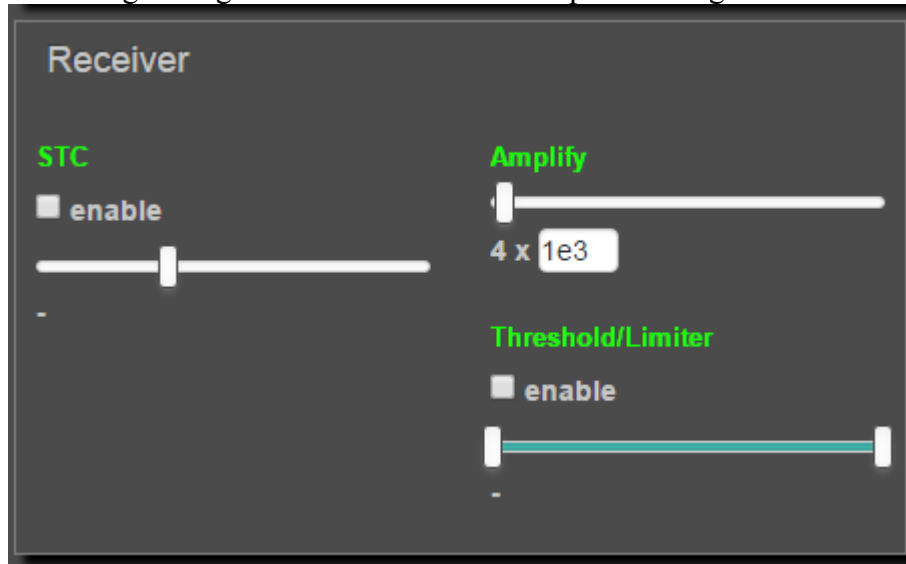 Receiver
STC
enable
-
Amplify
4 x 1e3
Threshold/Limiter
enable
-